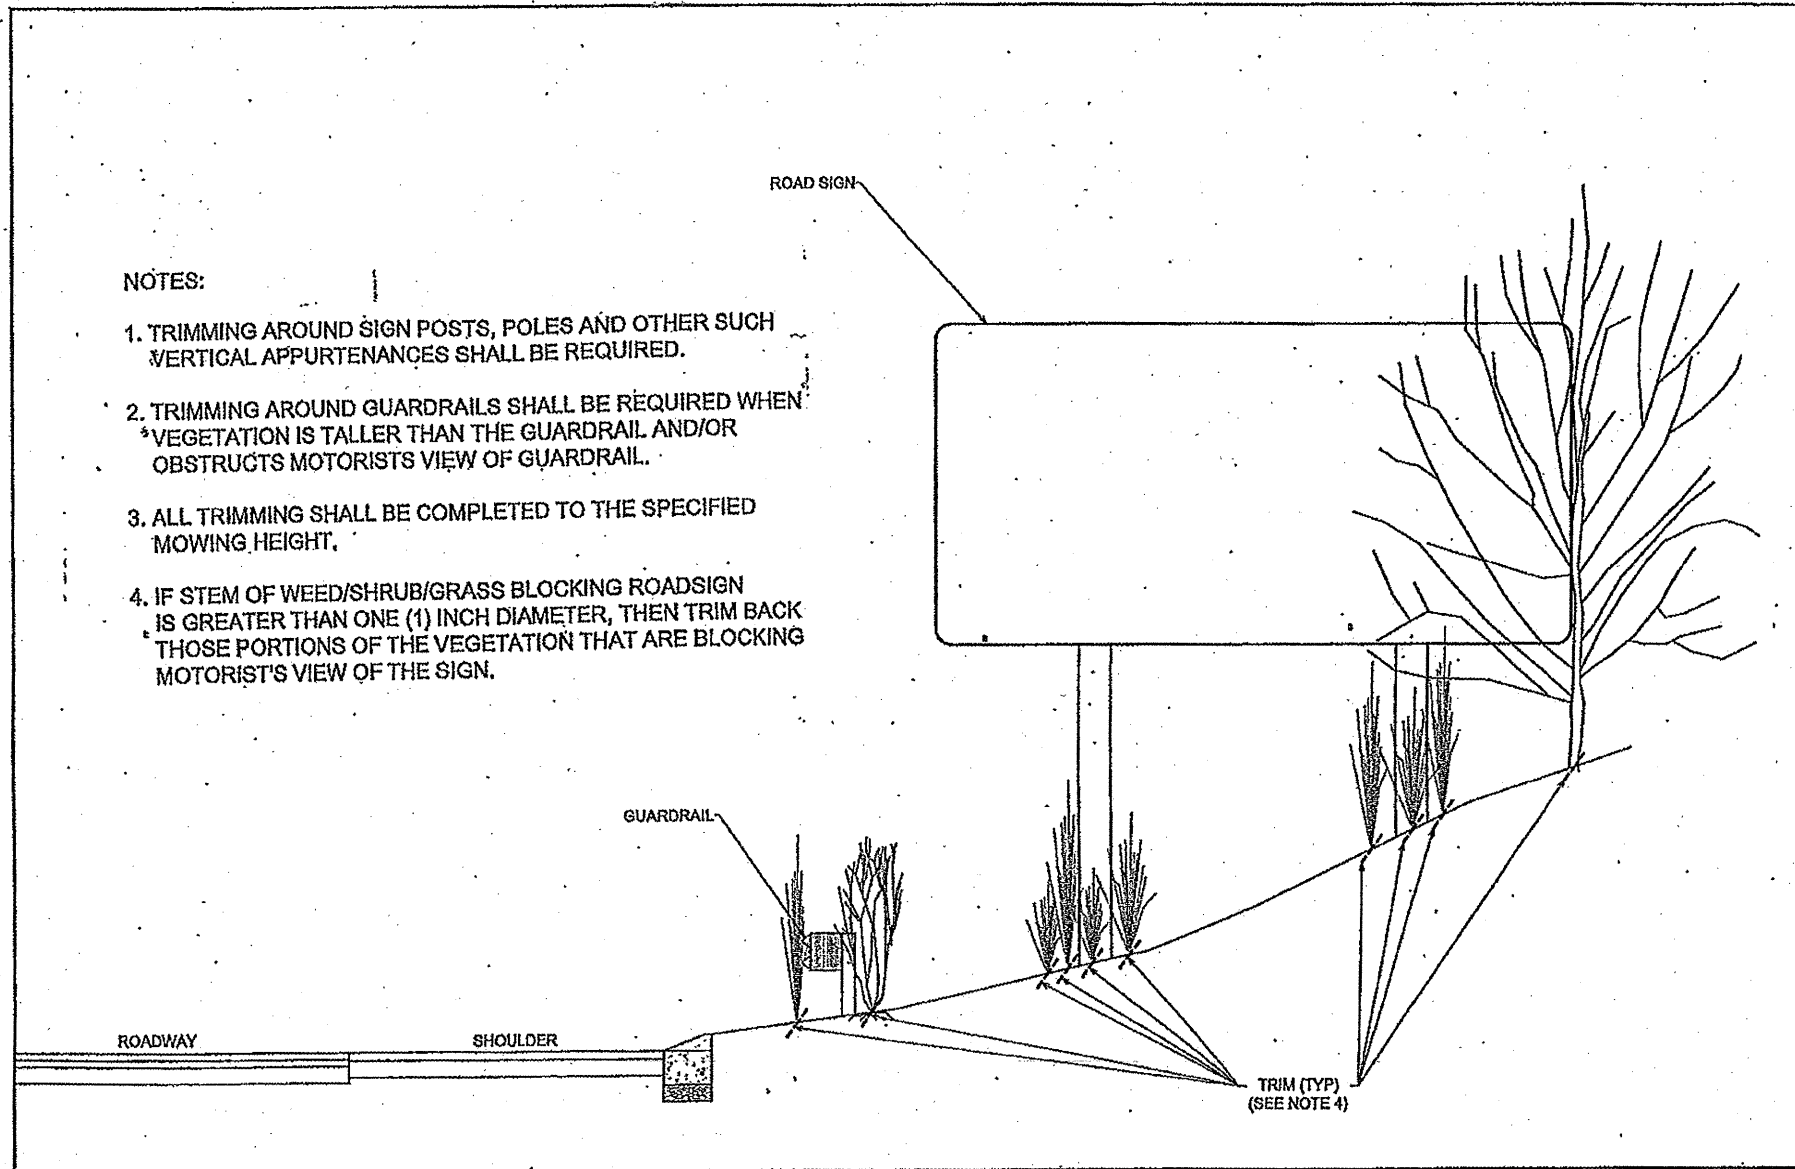 ROAD SIGN
NOTES:
1. TRIMMING AROUND SIGN POSTS, POLES AND OTHER SUCH
VERTICAL APPURTENANCES SHALL BE REQUIRED.
2. TRIMMING AROUND GUARDRAILS SHALL BE REQUIRED WHEN
VEGETATION IS TALLER THAN THE GUARDRAIL AND/OR
OBSTRUCTS MOTORISTS VIEW OF GUARDRAIL.
3. ALL TRIMMING SHALL BE COMPLETED TO THE SPECIFIED
MOWING HEIGHT.
4. IF STEM OF WEED/SHRUB/GRASS BLOCKING ROADSIGN
IS GREATER THAN ONE (1) INCH DIAMETER, THEN TRIM BACK
THOSE PORTIONS OF THE VEGETATION THAT ARE BLOCKING
MOTORIST'S VIEW OF THE SIGN.
GUARDRAIL
ROADWAY
SHOULDER
TRIM (TYP)
(SEE NOTE 4)